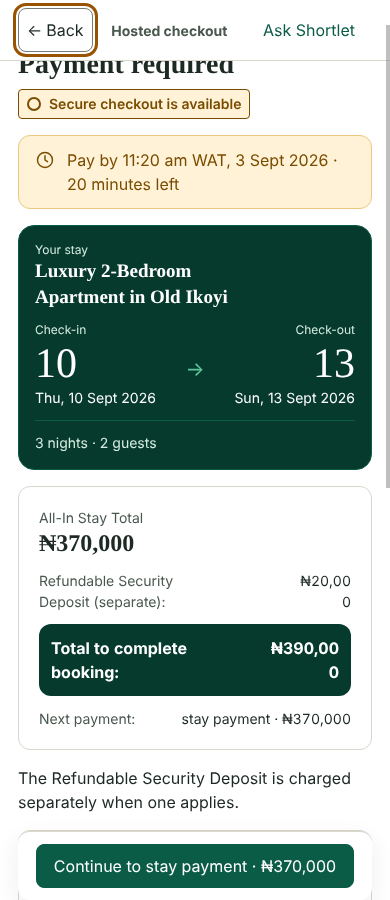 ← Back
Hosted checkout
Ask Shortlet
Payment required
Secure checkout is available
Pay by 11:20 am WAT, 3 Sept 2026 ·
20 minutes left
Your stay
Luxury 2-Bedroom
Apartment in Old Ikoyi
Check-in
Check-out
10
→
13
Thu, 10 Sept 2026
Sun, 13 Sept 2026
3 nights · 2 guests
All-In Stay Total
₦370,000
Refundable Security
Deposit (separate):
₦20,00
0
Total to complete
booking:
₦390,00
0
Next payment:
stay payment · ₦370,000
The Refundable Security Deposit is charged
separately when one applies.
Continue to stay payment · ₦370,000